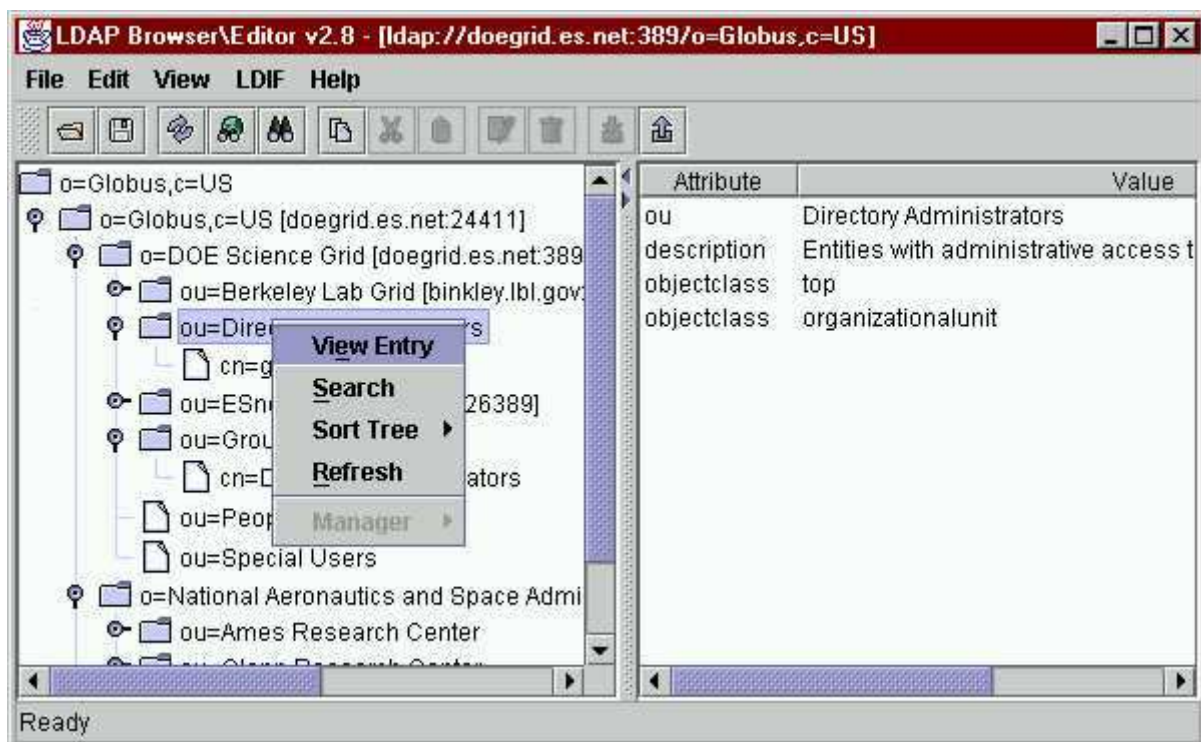 LDAP Browser\Editor v2.8 - [ldap://doegrid.es.net:389/o=Globus,c=US]
File Edit View LDIF Help
o=Globus,c=US
o=Globus,c=US [doegrid.es.net:24411]
o=DOE Science Grid [doegrid.es.net:389
ou=Berkeley Lab Grid [binkley.lbl.gov:
ou=Dire rs
cn=g
ou=ESn 26389]
ou=Grou
cn=D ators
ou=Peop
ou=Special Users
o=National Aeronautics and Space Admi
ou=Ames Research Center
View Entry
Search
Sort Tree
Refresh
Manager
Attribute Value
ou Directory Administrators
description Entities with administrative access t
objectclass top
objectclass organizationalunit
Ready